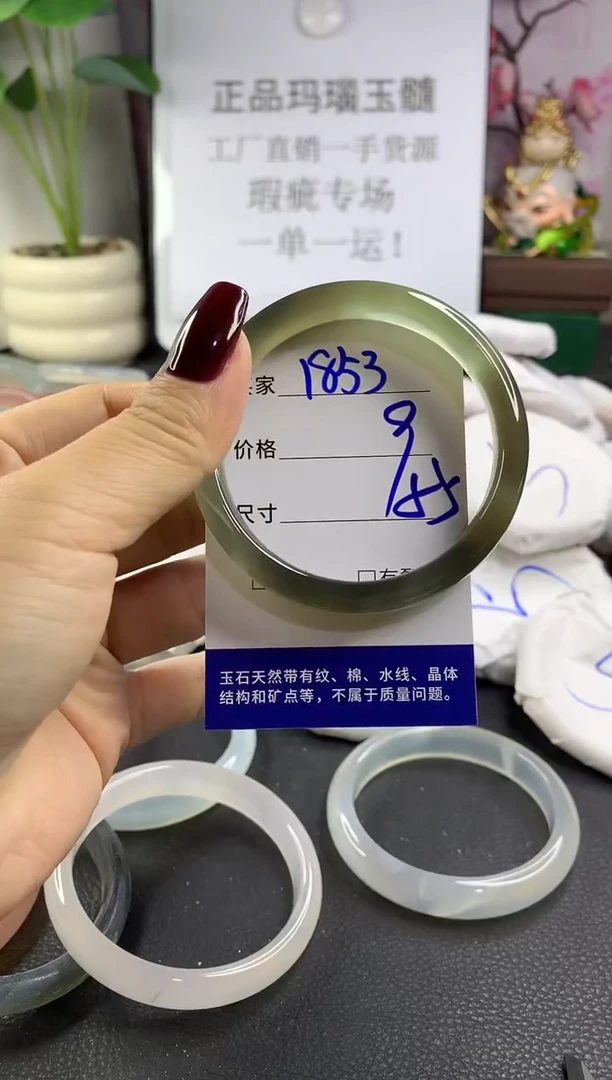 正品玛瑙玉髓
工厂直销一手货源
瑕疵专场
一单一运！
家 1853
价格
尺寸
玉石天然带有纹、棉、水线、晶体
结构和矿点等，不属于质量问题。